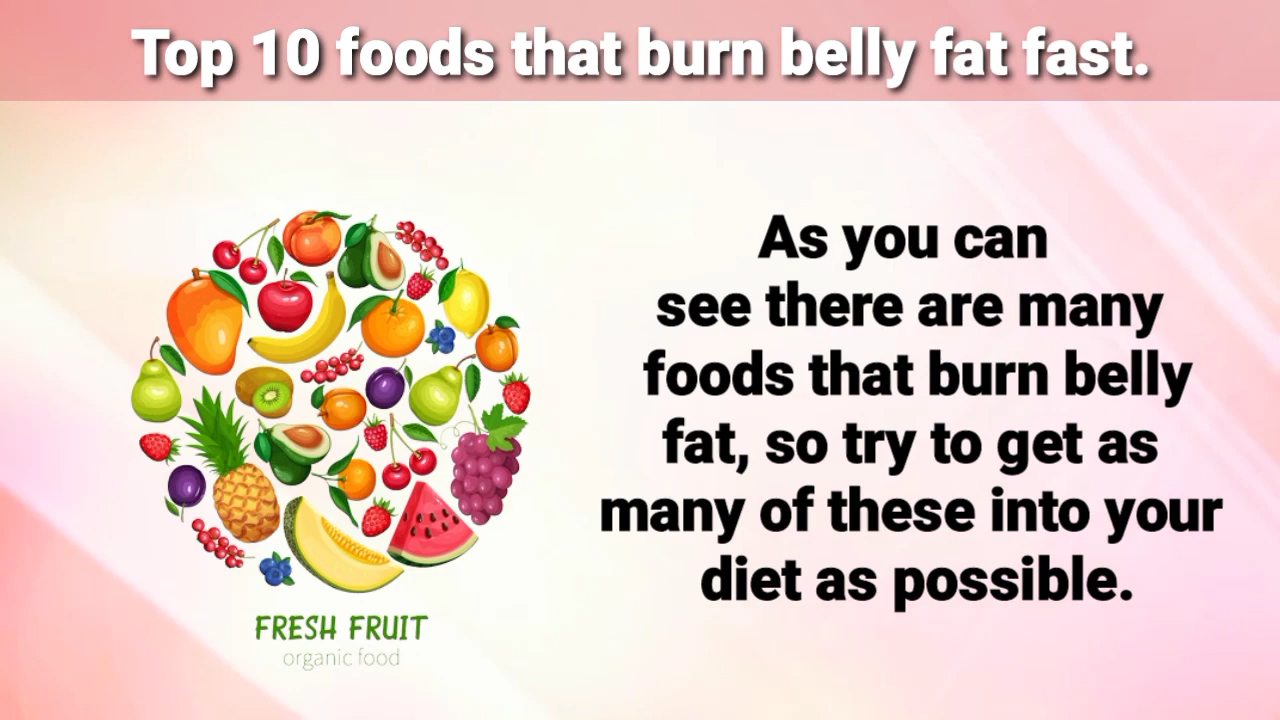 Top 10 foods that burn belly fat fast.
As you can
see there are many
foods that burn belly
fat, so try to get as
many of these into your
diet as possible.
FRESH FRUIT
organic food